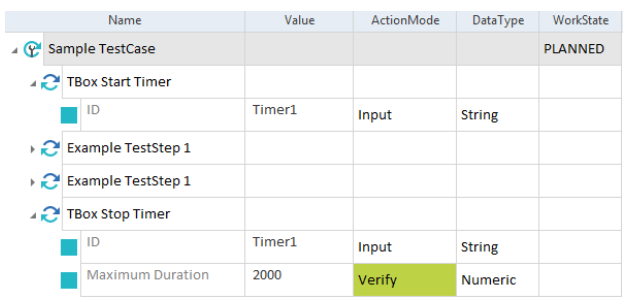 Name Value ActionMode DataType WorkState
Sample TestCase PLANNED
TBox Start Timer
ID Timer1 Input String
Example TestStep 1
Example TestStep 1
TBox Stop Timer
ID Timer1 Input String
Maximum Duration 2000 Verify Numeric